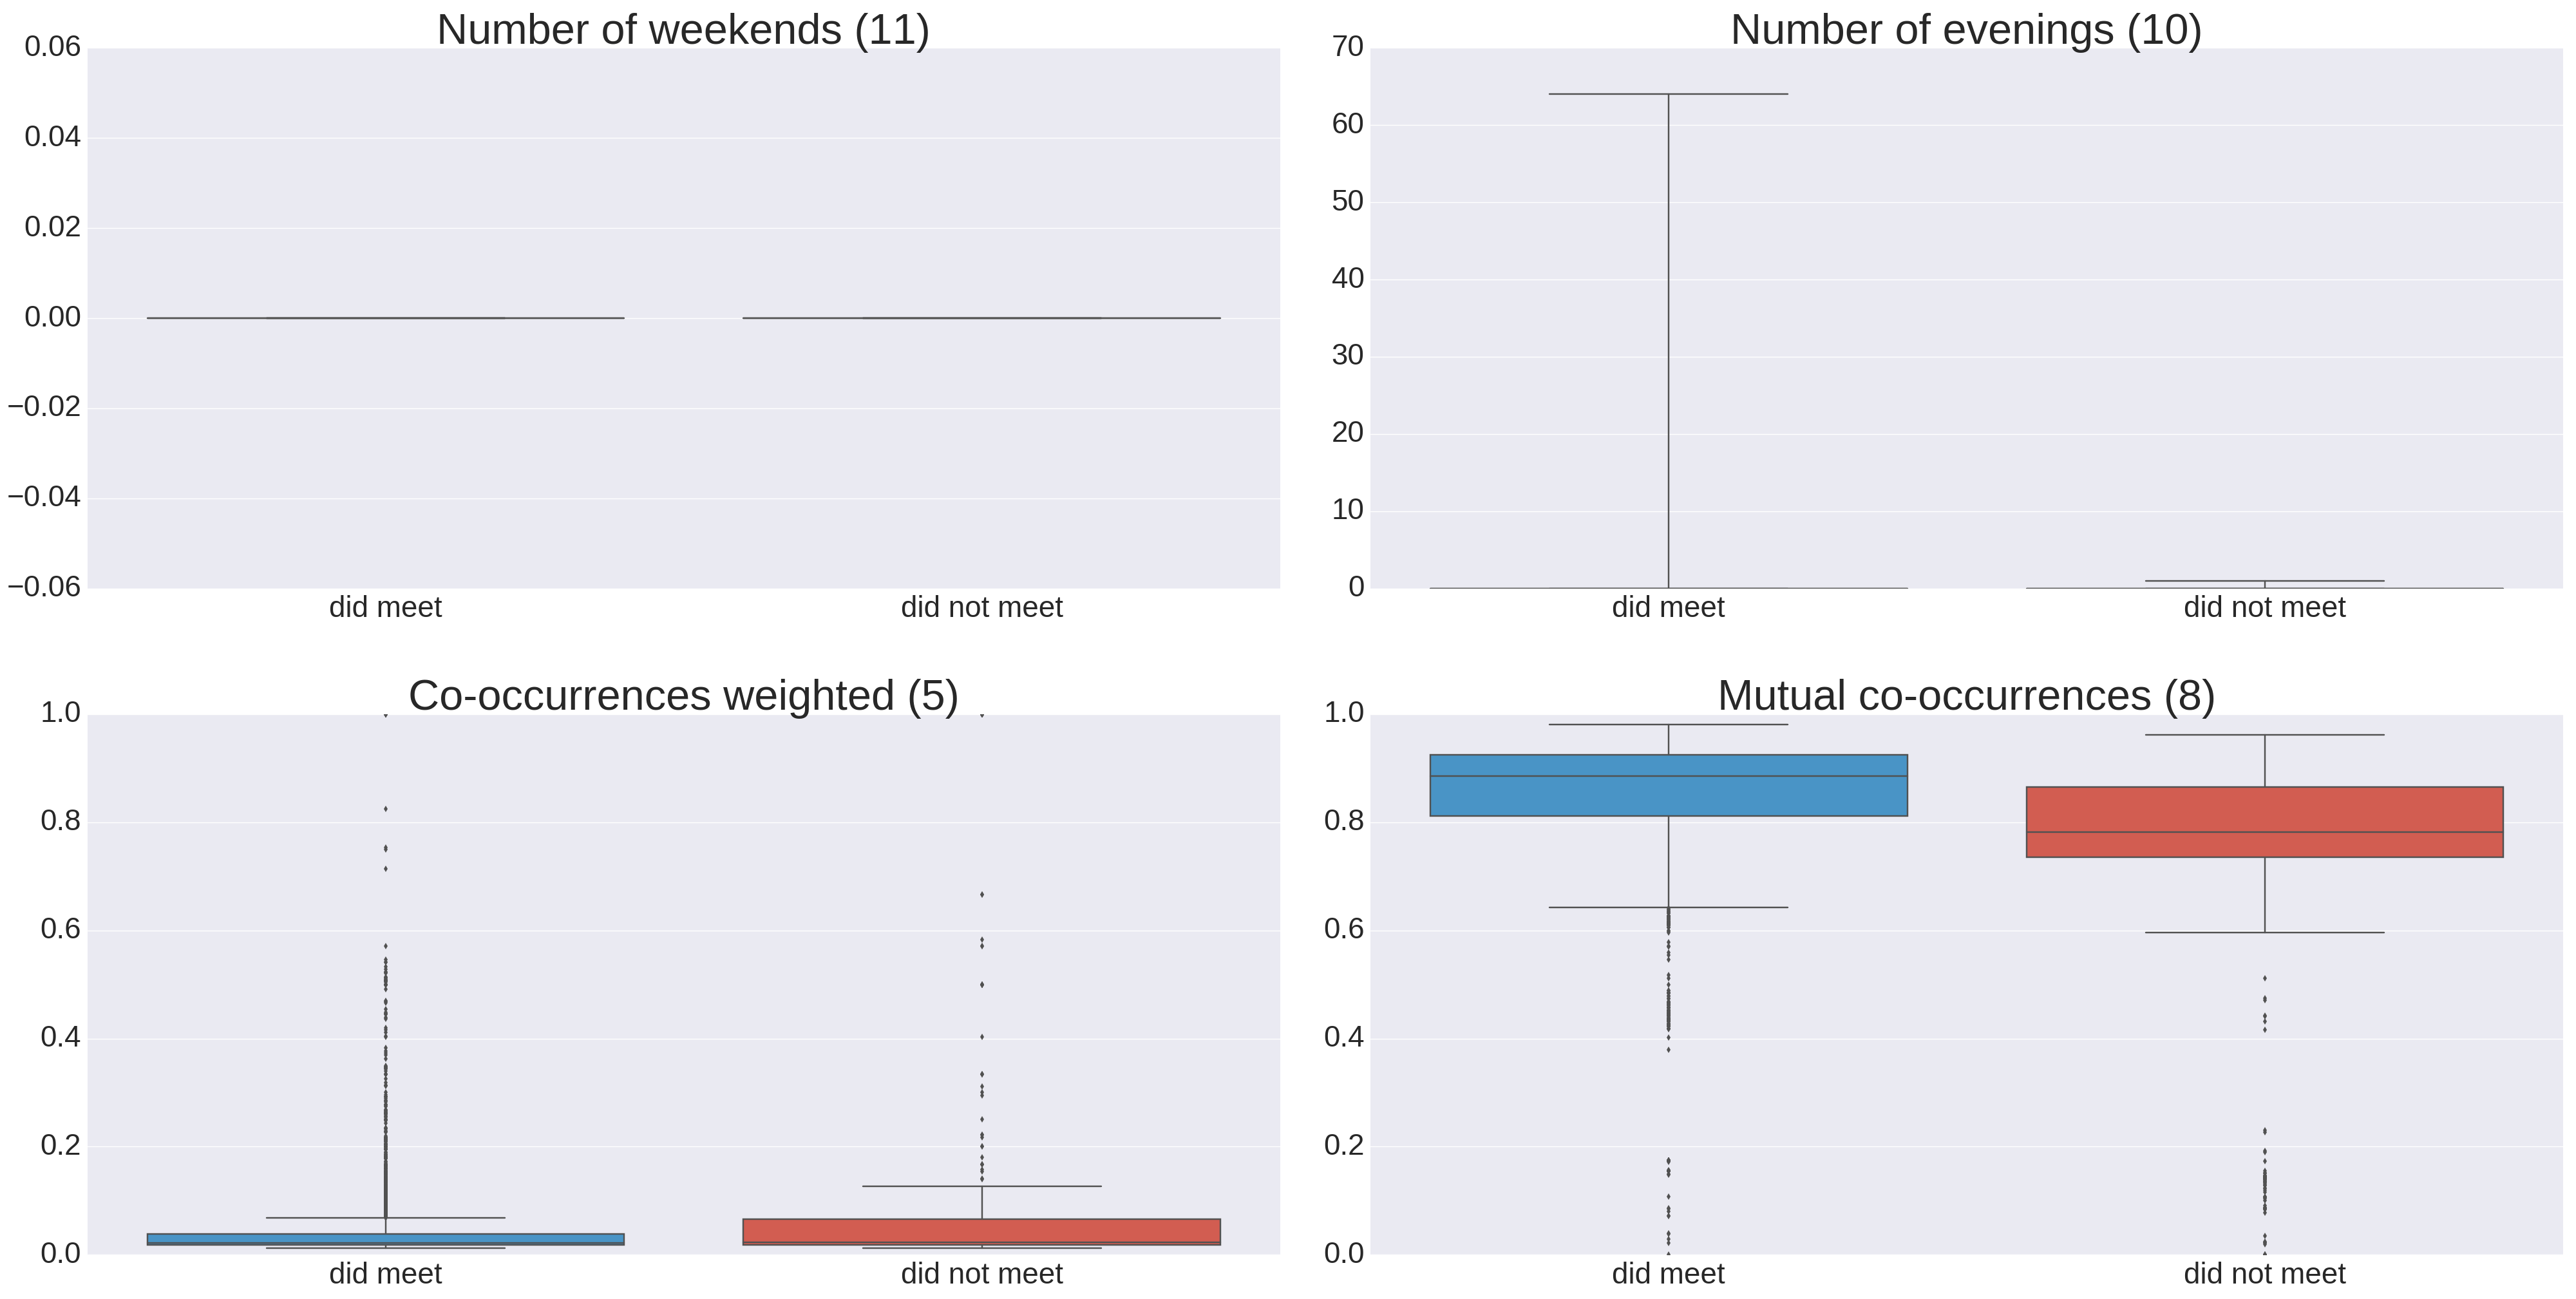 Number of weekends (11)
0.06
0.04
0.02
0.00
−0.02
−0.04
−0.06
did meet
did not meet
Number of evenings (10)
70
60
50
40
30
20
10
0
did meet
did not meet
Co-occurrences weighted (5)
1.0
0.8
0.6
0.4
0.2
0.0
did meet
did not meet
Mutual co-occurrences (8)
1.0
0.8
0.6
0.4
0.2
0.0
did meet
did not meet